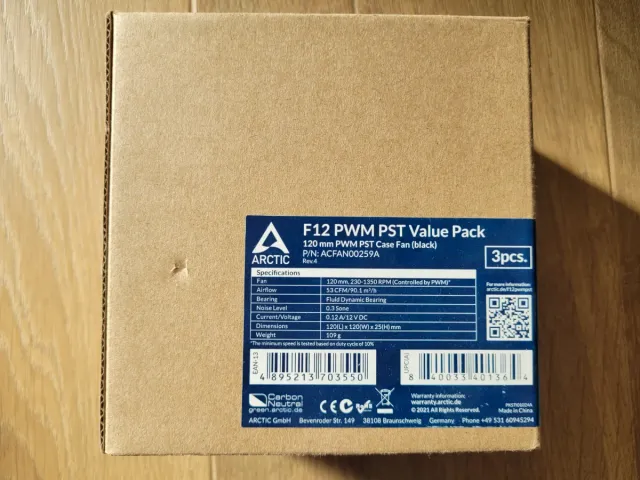 F12 PWM PST Value Pack
120 mm PWM PST Case Fan (black)
P/N: ACFAN00259A
Rev.4
ARCTIC
3pcs.
Specifications
Fan 120 mm, 230-1350 RPM (Controlled by PWM)*
Airflow 53 CFM/90.1 m³/h
Bearing Fluid Dynamic Bearing
Noise Level 0.3 Sone
Current/Voltage 0.12 A/12 V DC
Dimensions 120(L) x 120(W) x 25(H) mm
Weight 109 g
*The minimum speed is tested based on duty cycle of 10%
For more information:
EAN-13
4 895213 703550
UPC(A)
8 40033 40136 4
Carbon
Neutral
green.arctic.de
CE
Warranty information:
warranty.arctic.de
© 2021 All Rights Reserved
Made in China
ARCTIC GmbH Bevenroder Str. 149 38108 Braunschweig Germany Phone +49 531 60945294